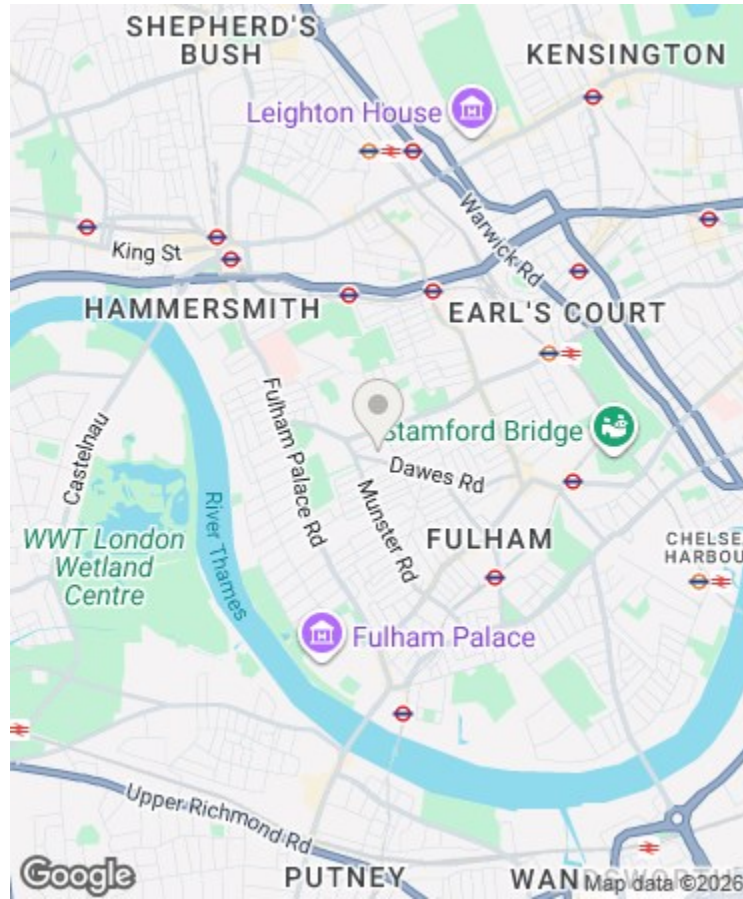 SHEPHERD'S
BUSH
KENSINGTON
Leighton House
Warwick Rd
King St
HAMMERSMITH
EARL'S COURT
Fulham Palace Rd
Stamford Bridge
Castelnau
Dawes Rd
Munster Rd
River Thames
FULHAM
WWT London
Wetland
Centre
CHELSEA
HARBOU
Fulham Palace
Upper Richmond Rd
PUTNEY
Google
Map data ©2026